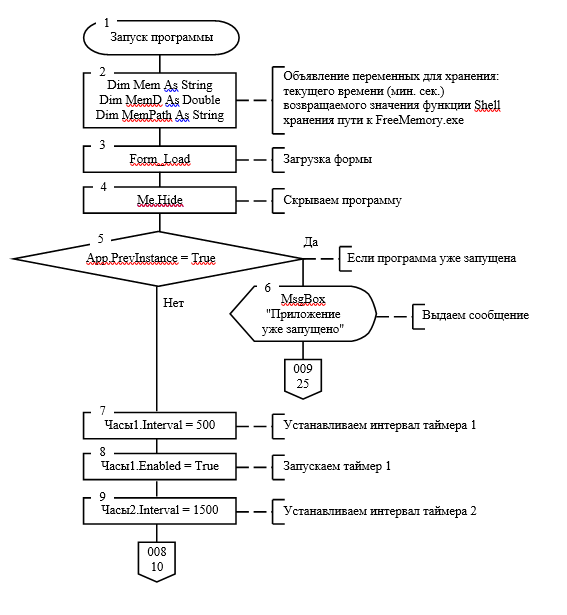 1
Запуск программы
2
Dim Mem As String
Dim MemD As Double
Dim MemPath As String
Объявление переменных для хранения:
текущего времени (мин. сек.)
возвращаемого значения функции Shell
хранения пути к FreeMemory.exe
3
Form_Load
Загрузка формы
4
Me.Hide
Скрываем программу
5
App.PrevInstance = True
Да
Если программа уже запущена
Нет
6
MsgBox
"Приложение
уже запущено"
Выдаем сообщение
009
25
7
Часы1.Interval = 500
Устанавливаем интервал таймера 1
8
Часы1.Enabled = True
Запускаем таймер 1
9
Часы2.Interval = 1500
Устанавливаем интервал таймера 2
008
10